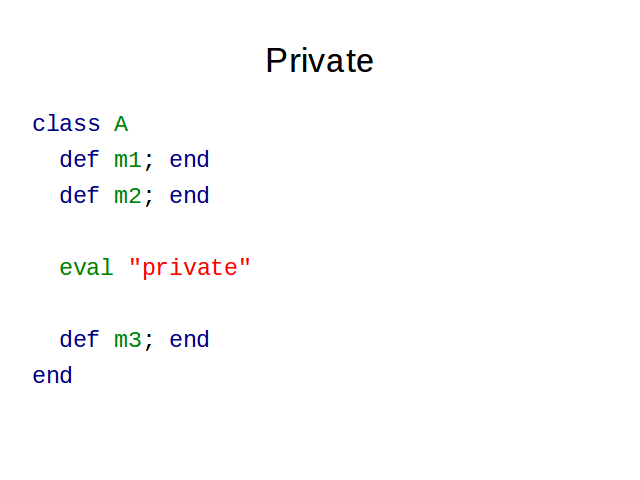 Private
class A
  def m1; end
  def m2; end
  eval "private"
  def m3; end
end